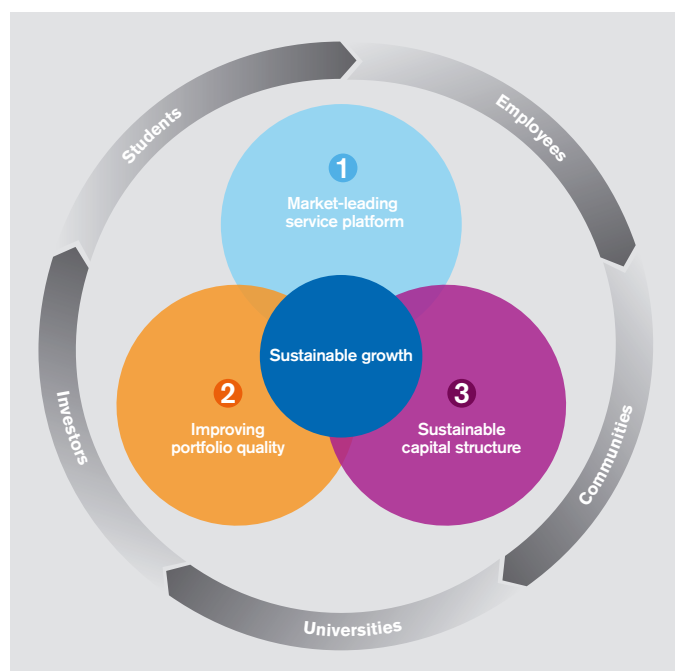 Students
Employees
1
Market-leading
service platform
Sustainable growth
2
Improving
portfolio quality
3
Sustainable
capital structure
Investors
Communities
Universities